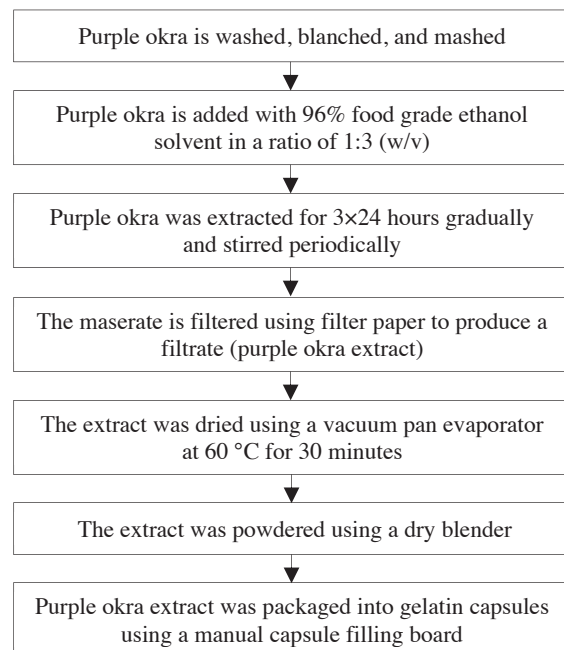 Purple okra is washed, blanched, and mashed
Purple okra is added with 96% food grade ethanol
solvent in a ratio of 1:3 (w/v)
Purple okra was extracted for 3×24 hours gradually
and stirred periodically
The maserate is filtered using filter paper to produce a
filtrate (purple okra extract)
The extract was dried using a vacuum pan evaporator
at 60 °C for 30 minutes
The extract was powdered using a dry blender
Purple okra extract was packaged into gelatin capsules
using a manual capsule filling board